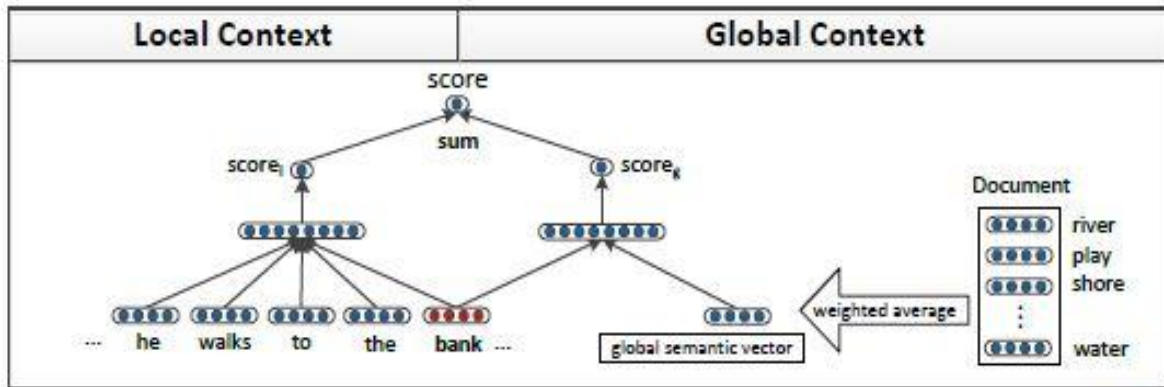 Local Context
Global Context
score
sum
scoreₗ
score_g
Document
river
play
shore
⋮
water
weighted average
... he walks to the bank ...
global semantic vector